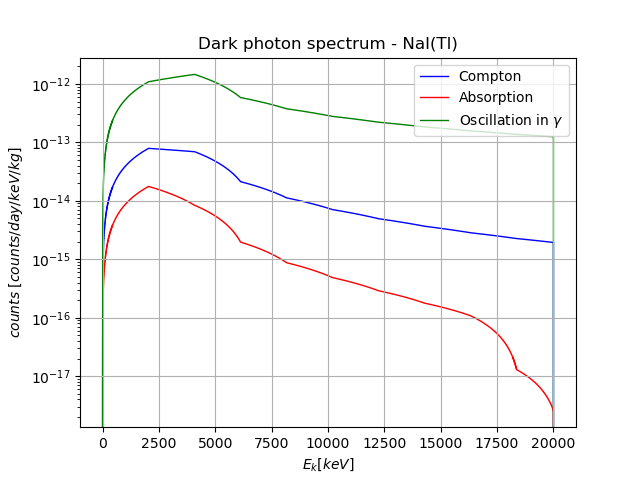 Dark photon spectrum - NaI(Tl)
Compton
Absorption
Oscillation in γ
10⁻¹²
10⁻¹³
10⁻¹⁴
10⁻¹⁵
10⁻¹⁶
10⁻¹⁷
counts [counts/day/keV/kg]
0 2500 5000 7500 10000 12500 15000 17500 20000
E_k[keV]